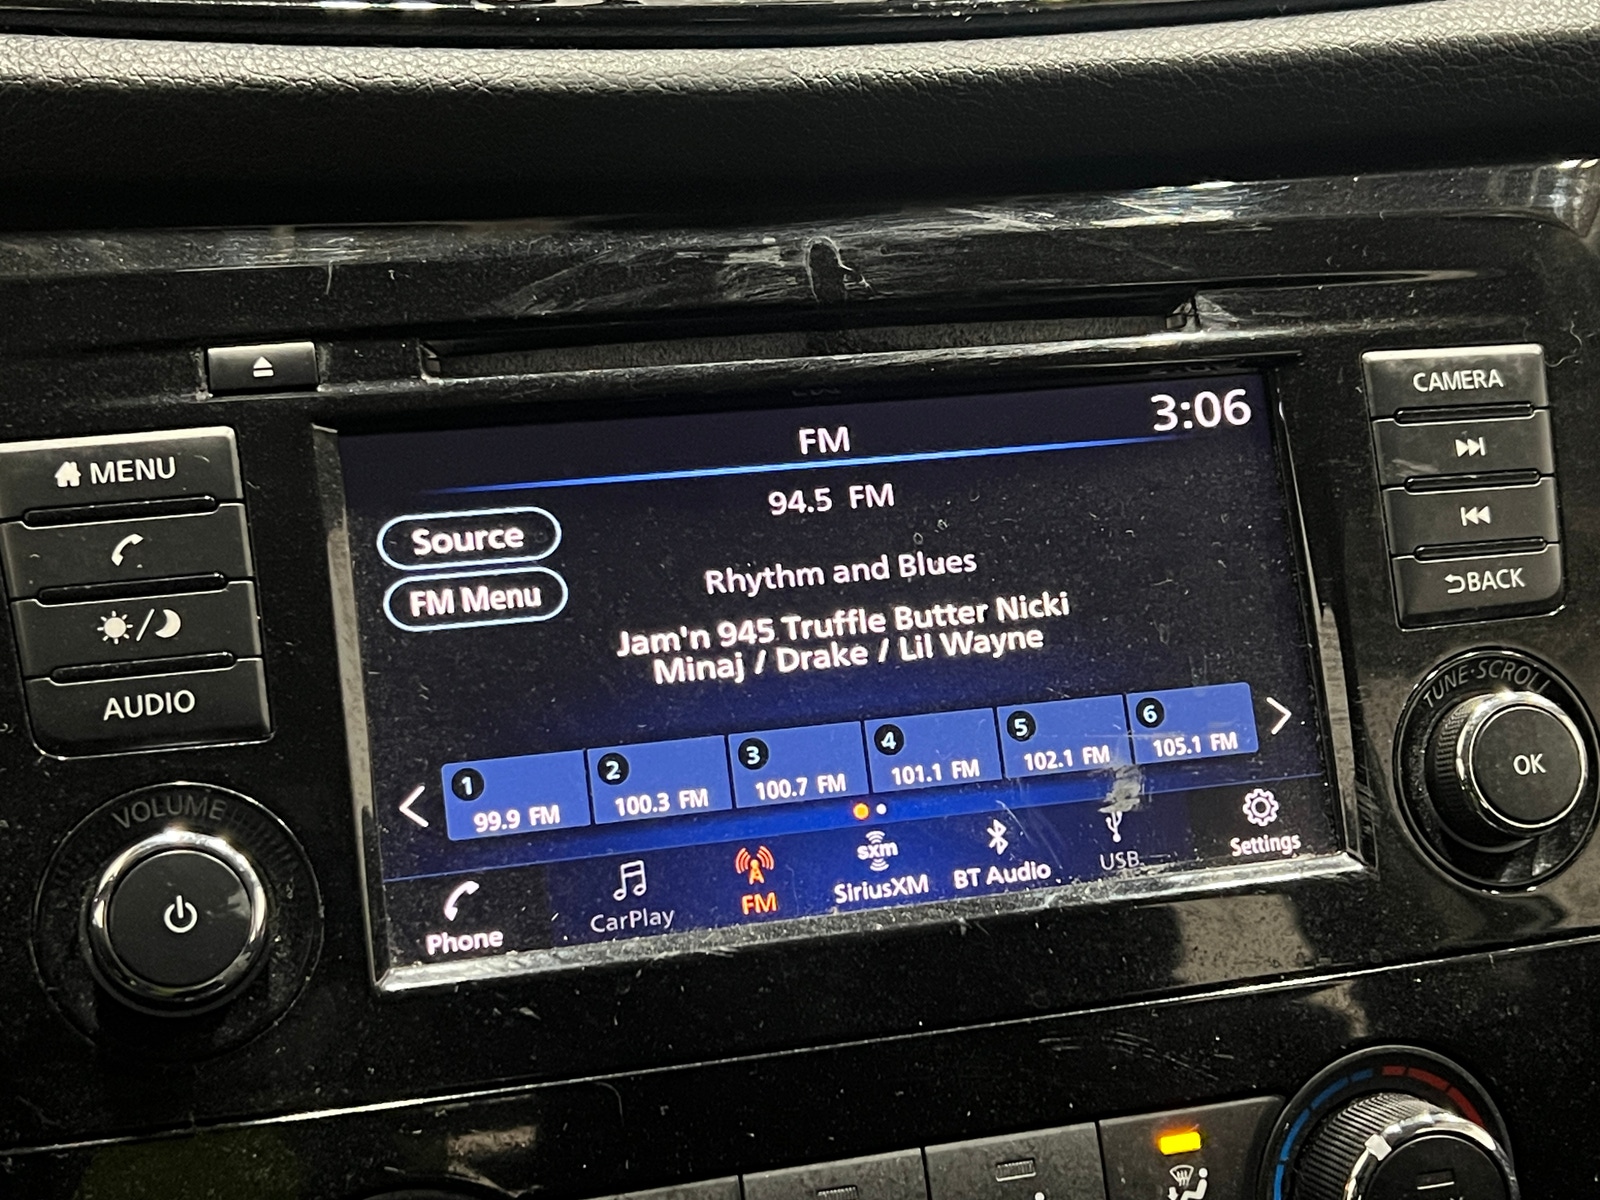 CAMERA
3:06
FM
MENU
94.5 FM
Source
BACK
Rhythm and Blues
FM Menu
Jam'n 945 Truffle Butter Nicki
Minaj / Drake / Lil Wayne
AUDIO
TUNE·SCROLL
OK
VOLUME
1 99.9 FM
2 100.3 FM
3 100.7 FM
4 101.1 FM
5 102.1 FM
6 105.1 FM
Phone
CarPlay
FM
sxm
SiriusXM
BT Audio
USB
Settings